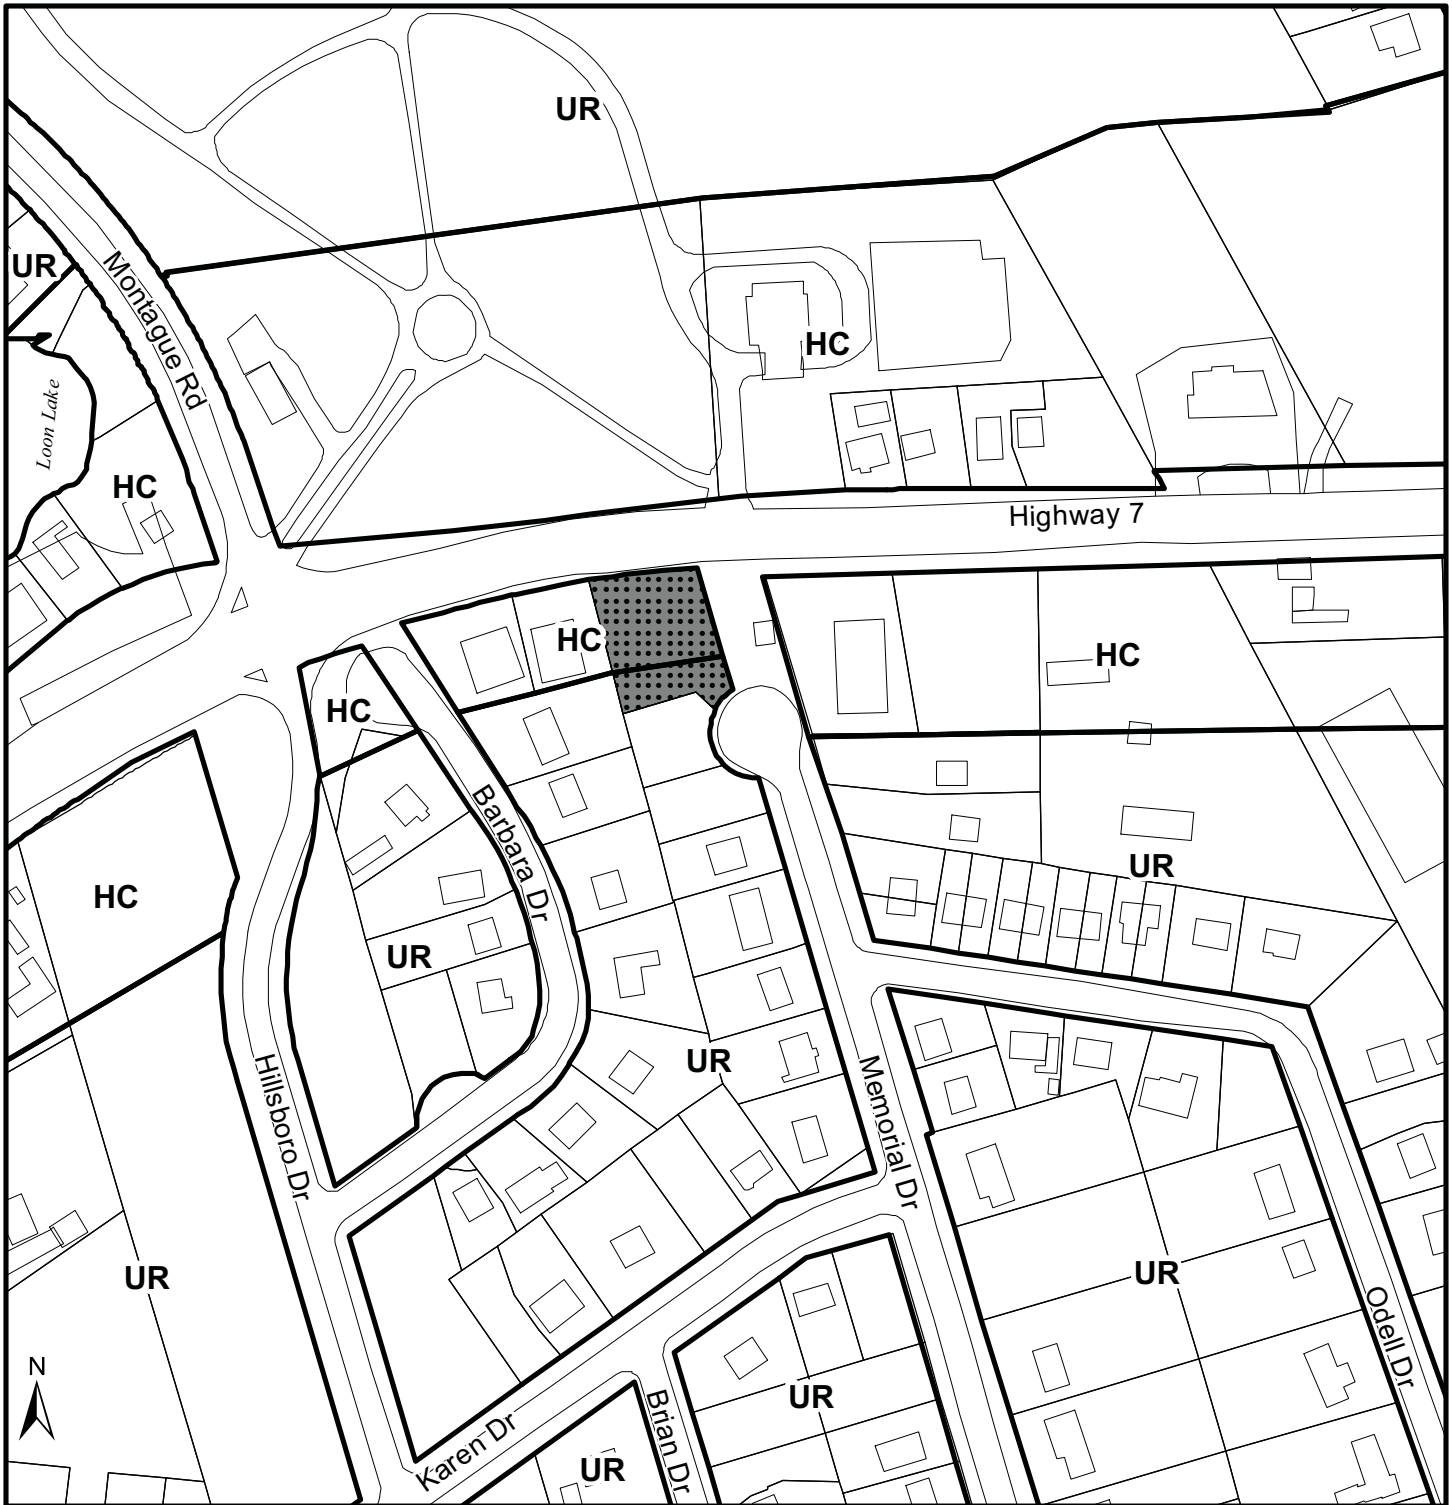 UR
UR
Montague Rd
HC
Loon Lake
HC
Highway 7
HC
HC
HC
Barbara Dr
UR
HC
UR
UR
Hillsboro Dr
Memorial Dr
UR
UR
Odell Dr
N
UR
Karen Dr
Brian Dr
UR